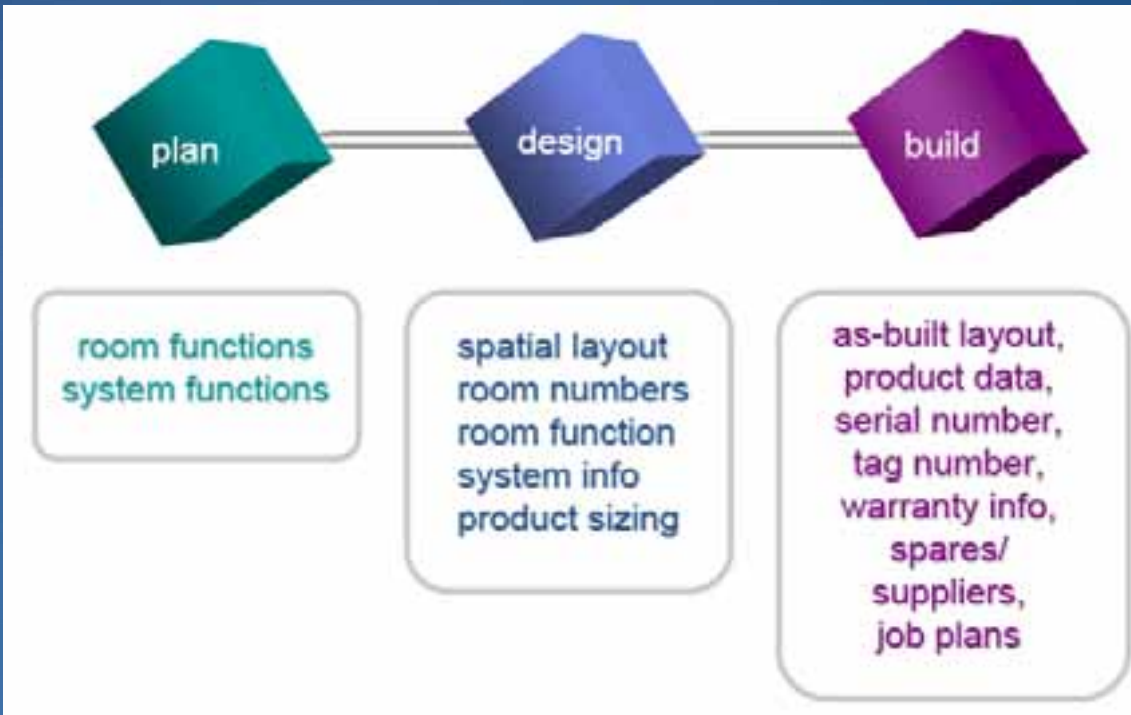 plan
design
build
room functions
system functions
spatial layout
room numbers
room function
system info
product sizing
as-built layout,
product data,
serial number,
tag number,
warranty info,
spares/
suppliers,
job plans